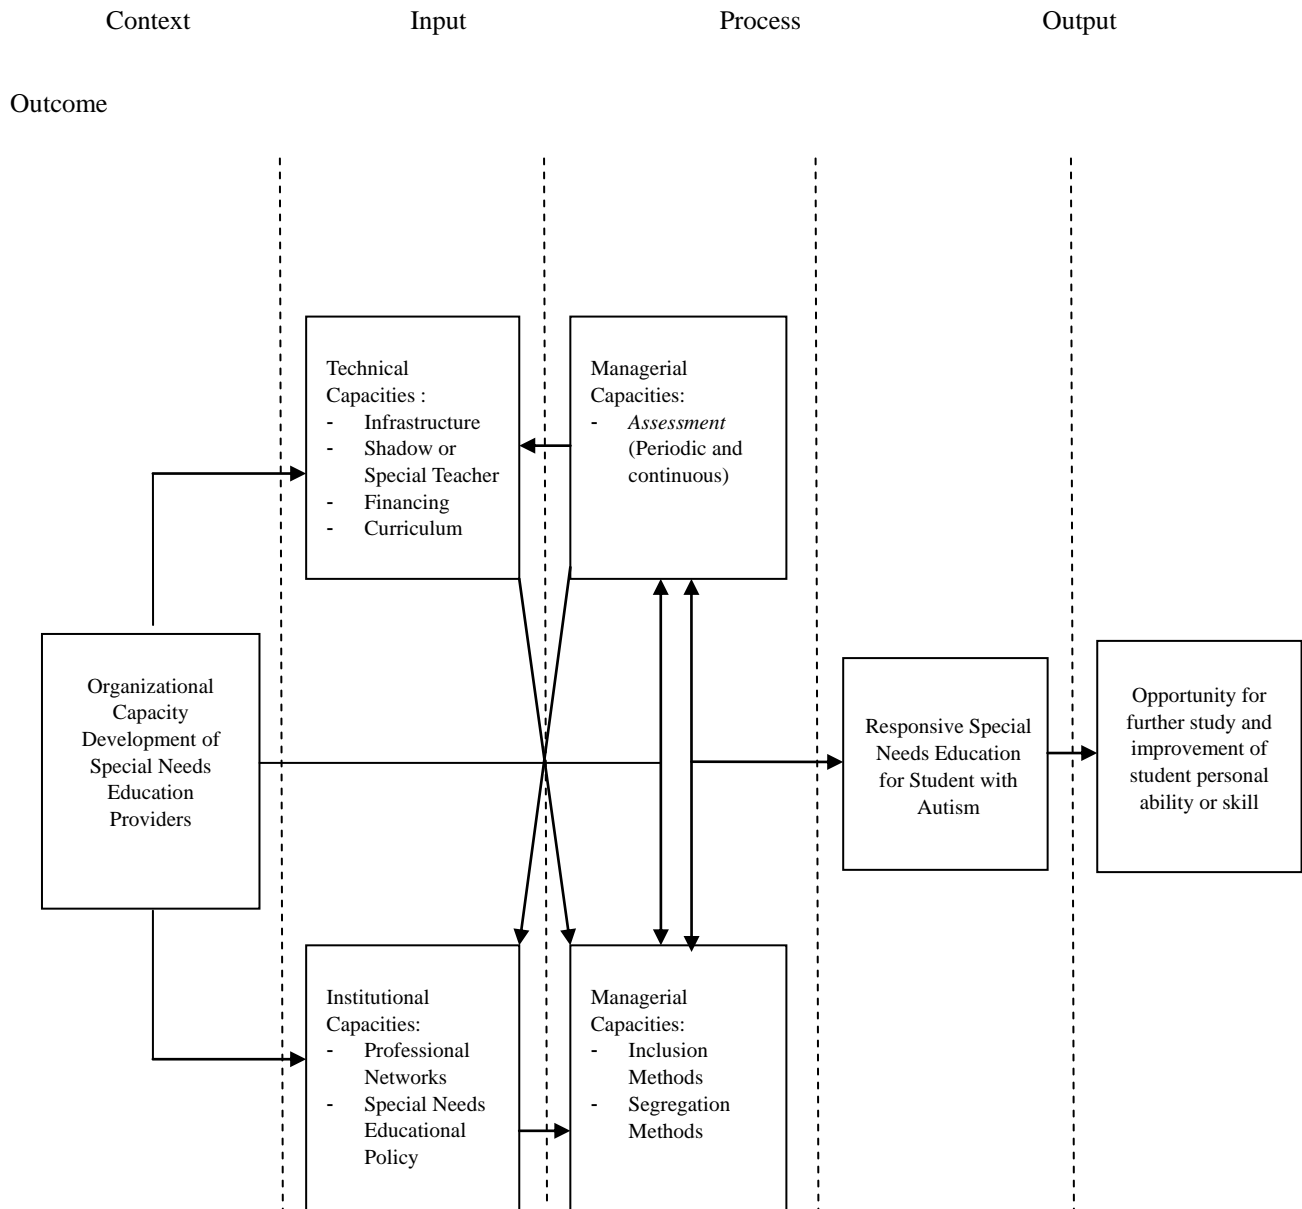 Context Input Process Output
Outcome
Technical
Capacities :
- Infrastructure
- Shadow or
Special Teacher
- Financing
- Curriculum
Managerial
Capacities:
- Assessment
(Periodic and
continuous)
Organizational
Capacity
Development of
Special Needs
Education
Providers
Responsive Special
Needs Education
for Student with
Autism
Opportunity for
further study and
improvement of
student personal
ability or skill
Institutional
Capacities:
- Professional
Networks
- Special Needs
Educational
Policy
Managerial
Capacities:
- Inclusion
Methods
- Segregation
Methods